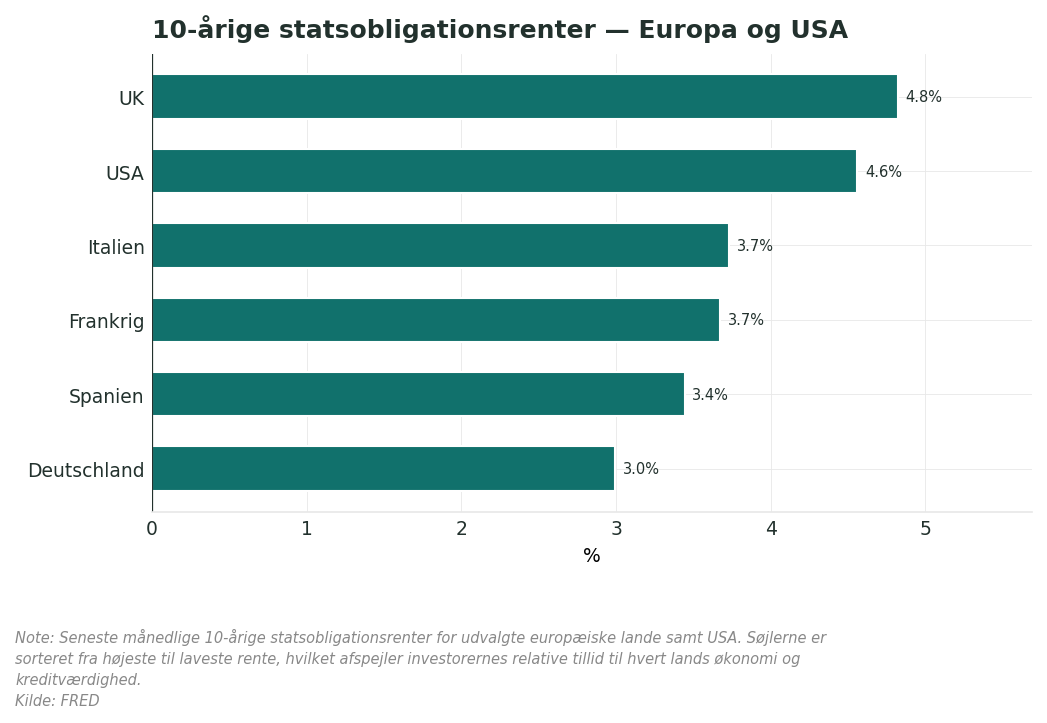 10-årige statsobligationsrenter — Europa og USA
UK
4.8%
USA
4.6%
Italien
3.7%
Frankrig
3.7%
Spanien
3.4%
Deutschland
3.0%
0 1 2 3 4 5
%
Note: Seneste månedlige 10-årige statsobligationsrenter for udvalgte europæiske lande samt USA. Søjlerne er
sorteret fra højeste til laveste rente, hvilket afspejler investorernes relative tillid til hvert lands økonomi og
kreditværdighed.
Kilde: FRED